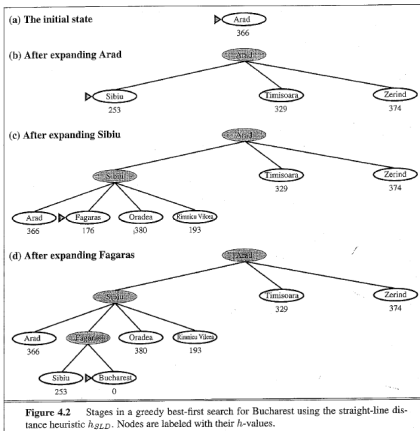 (a) The initial state
Arad
366
(b) After expanding Arad
Arad
Sibiu
Timisoara
Zerind
253
329
374
(c) After expanding Sibiu
Arad
Sibiu
Timisoara
Zerind
329
374
Arad
Fagaras
Oradea
Rimnicu Vilcea
366
176
380
193
(d) After expanding Fagaras
Arad
Sibiu
Timisoara
Zerind
329
374
Arad
Fagaras
Oradea
Rimnicu Vilcea
366
380
193
Sibiu
Bucharest
253
0
Figure 4.2 Stages in a greedy best-first search for Bucharest using the straight-line dis-
tance heuristic hSLD. Nodes are labeled with their h-values.